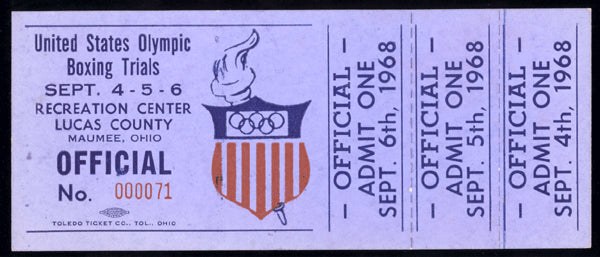 United States Olympic
Boxing Trials
SEPT. 4 - 5 - 6
RECREATION CENTER
LUCAS COUNTY
MAUMEE, OHIO
OFFICIAL
No. 000071
TOLEDO TICKET CO., TOL., OHIO
— OFFICIAL —
ADMIT ONE
SEPT. 6th, 1968
— OFFICIAL —
ADMIT ONE
SEPT. 5th, 1968
— OFFICIAL —
ADMIT ONE
SEPT. 4th, 1968